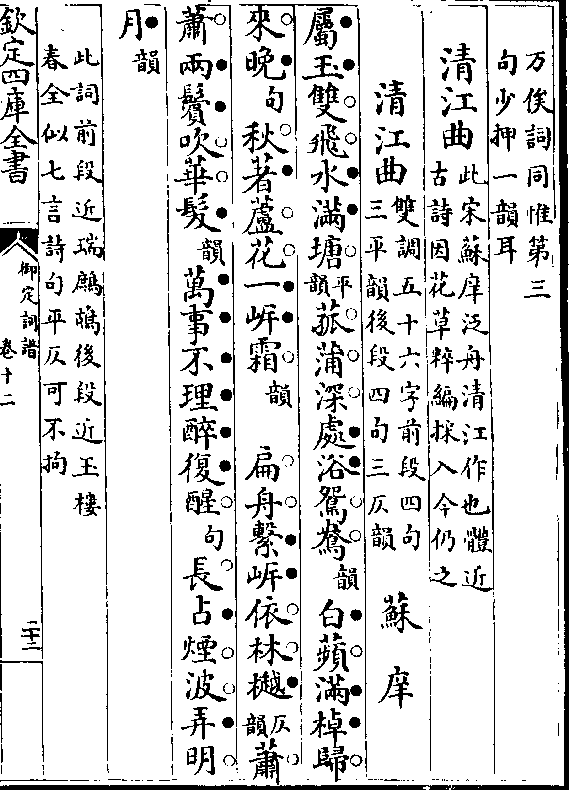 万俟詞同惟第三
句少押一韻耳
清江曲 此宋蘇庠泛舟清江作也體近
古詩因花草粹編採入今仍之
清江曲 雙調五十六字前段四句
三平韻後段四句三仄韻 蘇庠
屬玉雙飛水滿塘平韻菰蒲深處浴鴛鴦韻白蘋滿棹歸
來晚句秋著蘆花一岍霜韻 扁舟繫岍依林樾仄韻蕭
蕭兩鬢吹華髮韻萬事不理醉復醒句長占煙波弄明
月韻
此詞前段近瑞鷓鴣後段近玉樓
春全似七言詩句平仄可不拘
欽定四庫全書
御定詞譜
卷十二
二十二